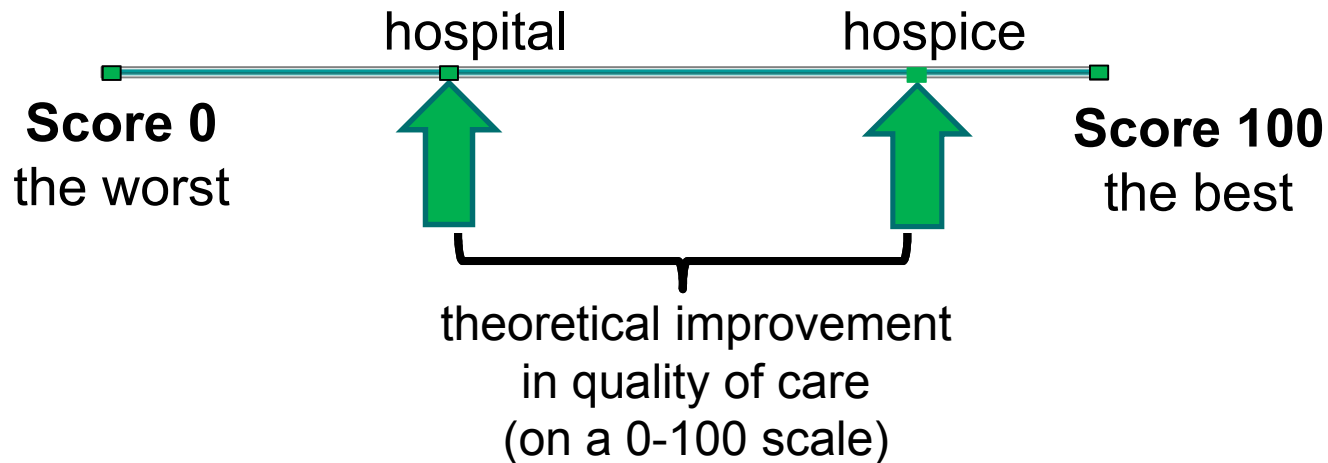 hospital
hospice
Score 0
the worst
Score 100
the best
theoretical improvement
in quality of care
(on a 0-100 scale)